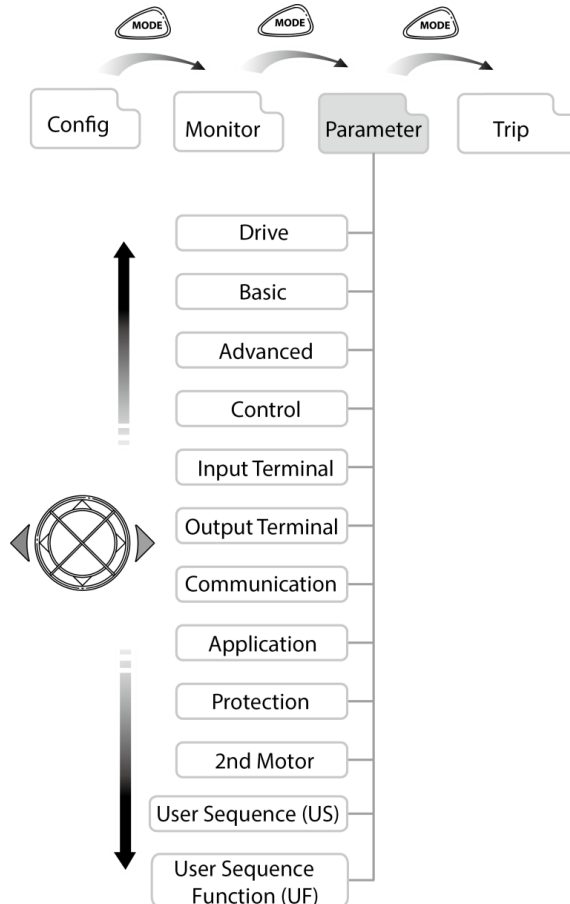 MODE
MODE
MODE
Config
Monitor
Parameter
Trip
Drive
Basic
Advanced
Control
Input Terminal
Output Terminal
Communication
Application
Protection
2nd Motor
User Sequence (US)
User Sequence
Function (UF)